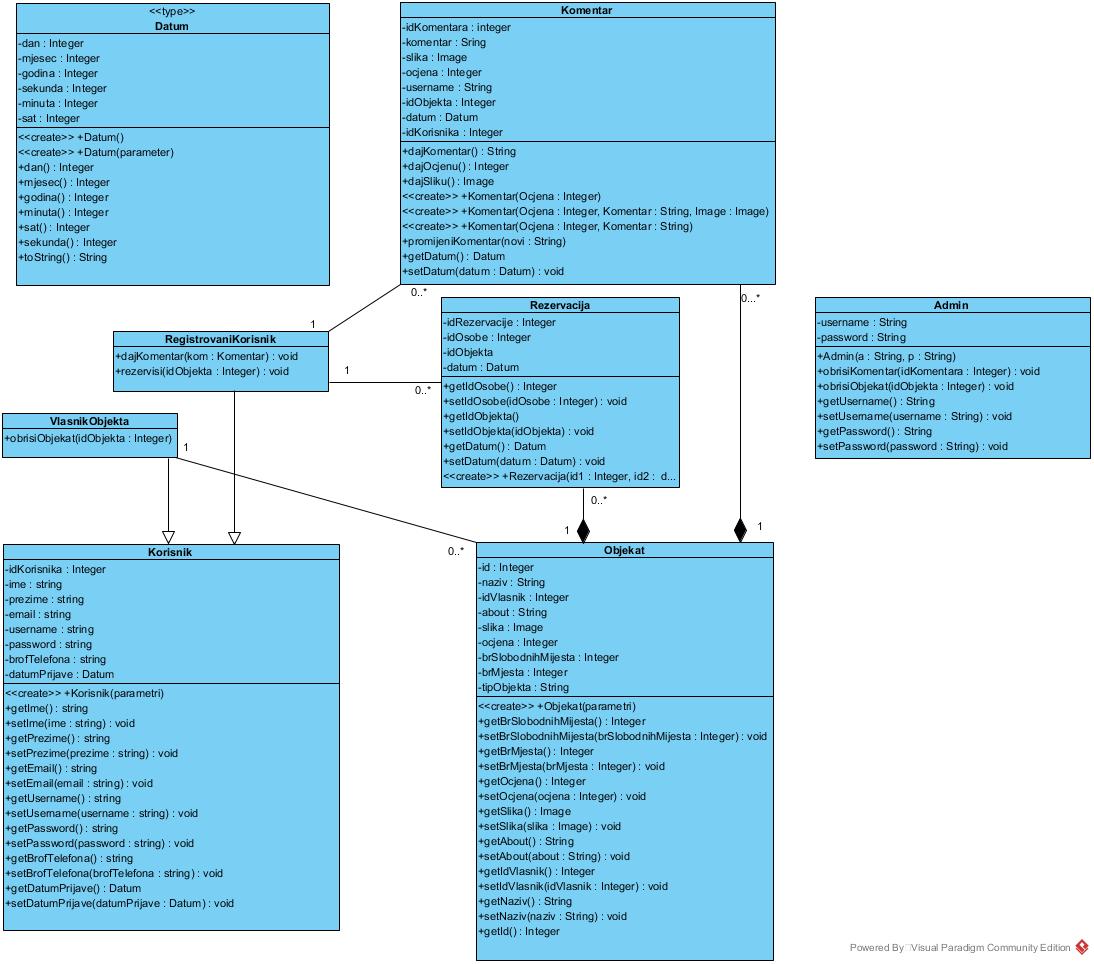 <<type>>
Datum
-dan : Integer
-mjesec : Integer
-godina : Integer
-sekunda : Integer
-minuta : Integer
-sat : Integer
<<create>> +Datum()
<<create>> +Datum(parameter)
+dan() : Integer
+mjesec() : Integer
+godina() : Integer
+minuta() : Integer
+sat() : Integer
+sekunda() : Integer
+toString() : String
Komentar
-idKomentara : integer
-komentar : Sring
-slika : Image
-ocjena : Integer
-username : String
-idObjekta : Integer
-datum : Datum
-idKorisnika : Integer
+dajKomentar() : String
+dajOcjenu() : Integer
+dajSliku() : Image
<<create>> +Komentar(Ocjena : Integer)
<<create>> +Komentar(Ocjena : Integer, Komentar : String, Image : Image)
<<create>> +Komentar(Ocjena : Integer, Komentar : String)
+promijeniKomentar(novi : String)
+getDatum() : Datum
+setDatum(datum : Datum) : void
0..*
1
0...*
RegistrovaniKorisnik
+dajKomentar(kom : Komentar) : void
+rezervisi(idObjekta : Integer) : void
1
0..*
Rezervacija
-idRezervacije : Integer
-idOsobe : Integer
-idObjekta
-datum : Datum
+getIdOsobe() : Integer
+setIdOsobe(idOsobe : Integer) : void
+getIdObjekta()
+setIdObjekta(idObjekta) : void
+getDatum() : Datum
+setDatum(datum : Datum) : void
<<create>> +Rezervacija(id1 : Integer, id2 : d...
Admin
-username : String
-password : String
+Admin(a : String, p : String)
+obrisiKomentar(idKomentara : Integer) : void
+obrisiObjekat(idObjekta : Integer) : void
+getUsername() : String
+setUsername(username : String) : void
+getPassword() : String
+setPassword(password : String) : void
VlasnikObjekta
+obrisiObjekat(idObjekta : Integer)
1
0..*
0..*
1
1
Korisnik
-idKorisnika : Integer
-ime : string
-prezime : string
-email : string
-username : string
-password : string
-brofTelefona : string
-datumPrijave : Datum
<<create>> +Korisnik(parametri)
+getIme() : string
+setIme(ime : string) : void
+getPrezime() : string
+setPrezime(prezime : string) : void
+getEmail() : string
+setEmail(email : string) : void
+getUsername() : string
+setUsername(username : string) : void
+getPassword() : string
+setPassword(password : string) : void
+getBrofTelefona() : string
+setBrofTelefona(brofTelefona : string) : void
+getDatumPrijave() : Datum
+setDatumPrijave(datumPrijave : Datum) : void
Objekat
-id : Integer
-naziv : String
-idVlasnik : Integer
-about : String
-slika : Image
-ocjena : Integer
-brSlobodnihMijesta : Integer
-brMjesta : Integer
-tipObjekta : String
<<create>> +Objekat(parametri)
+getBrSlobodnihMijesta() : Integer
+setBrSlobodnihMijesta(brSlobodnihMijesta : Integer) : void
+getBrMjesta() : Integer
+setBrMjesta(brMjesta : Integer) : void
+getOcjena() : Integer
+setOcjena(ocjena : Integer) : void
+getSlika() : Image
+setSlika(slika : Image) : void
+getAbout() : String
+setAbout(about : String) : void
+getIdVlasnik() : Integer
+setIdVlasnik(idVlasnik : Integer) : void
+getNaziv() : String
+setNaziv(naziv : String) : void
+getId() : Integer
Powered By Visual Paradigm Community Edition